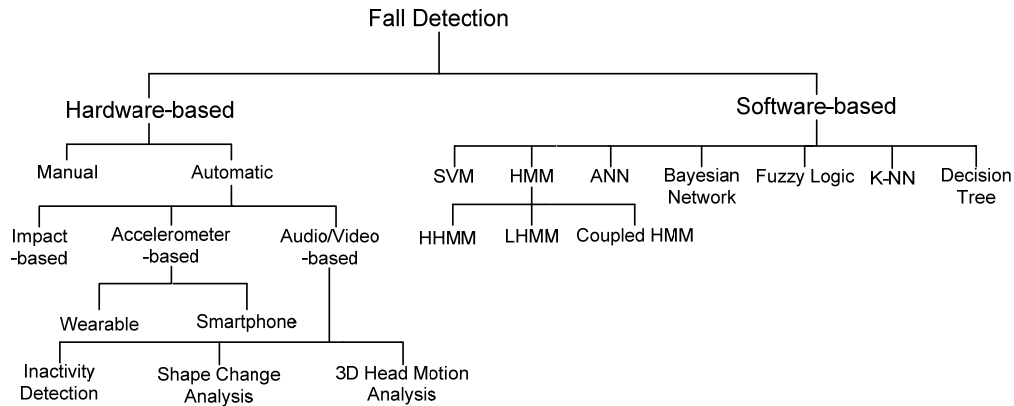 Fall Detection
Hardware-based
Software-based
Manual
Automatic
SVM
HMM
ANN
Bayesian
Network
Fuzzy Logic
K-NN
Decision
Tree
Impact
-based
Accelerometer
-based
Audio/Video
-based
HHMM
LHMM
Coupled HMM
Wearable
Smartphone
Inactivity
Detection
Shape Change
Analysis
3D Head Motion
Analysis